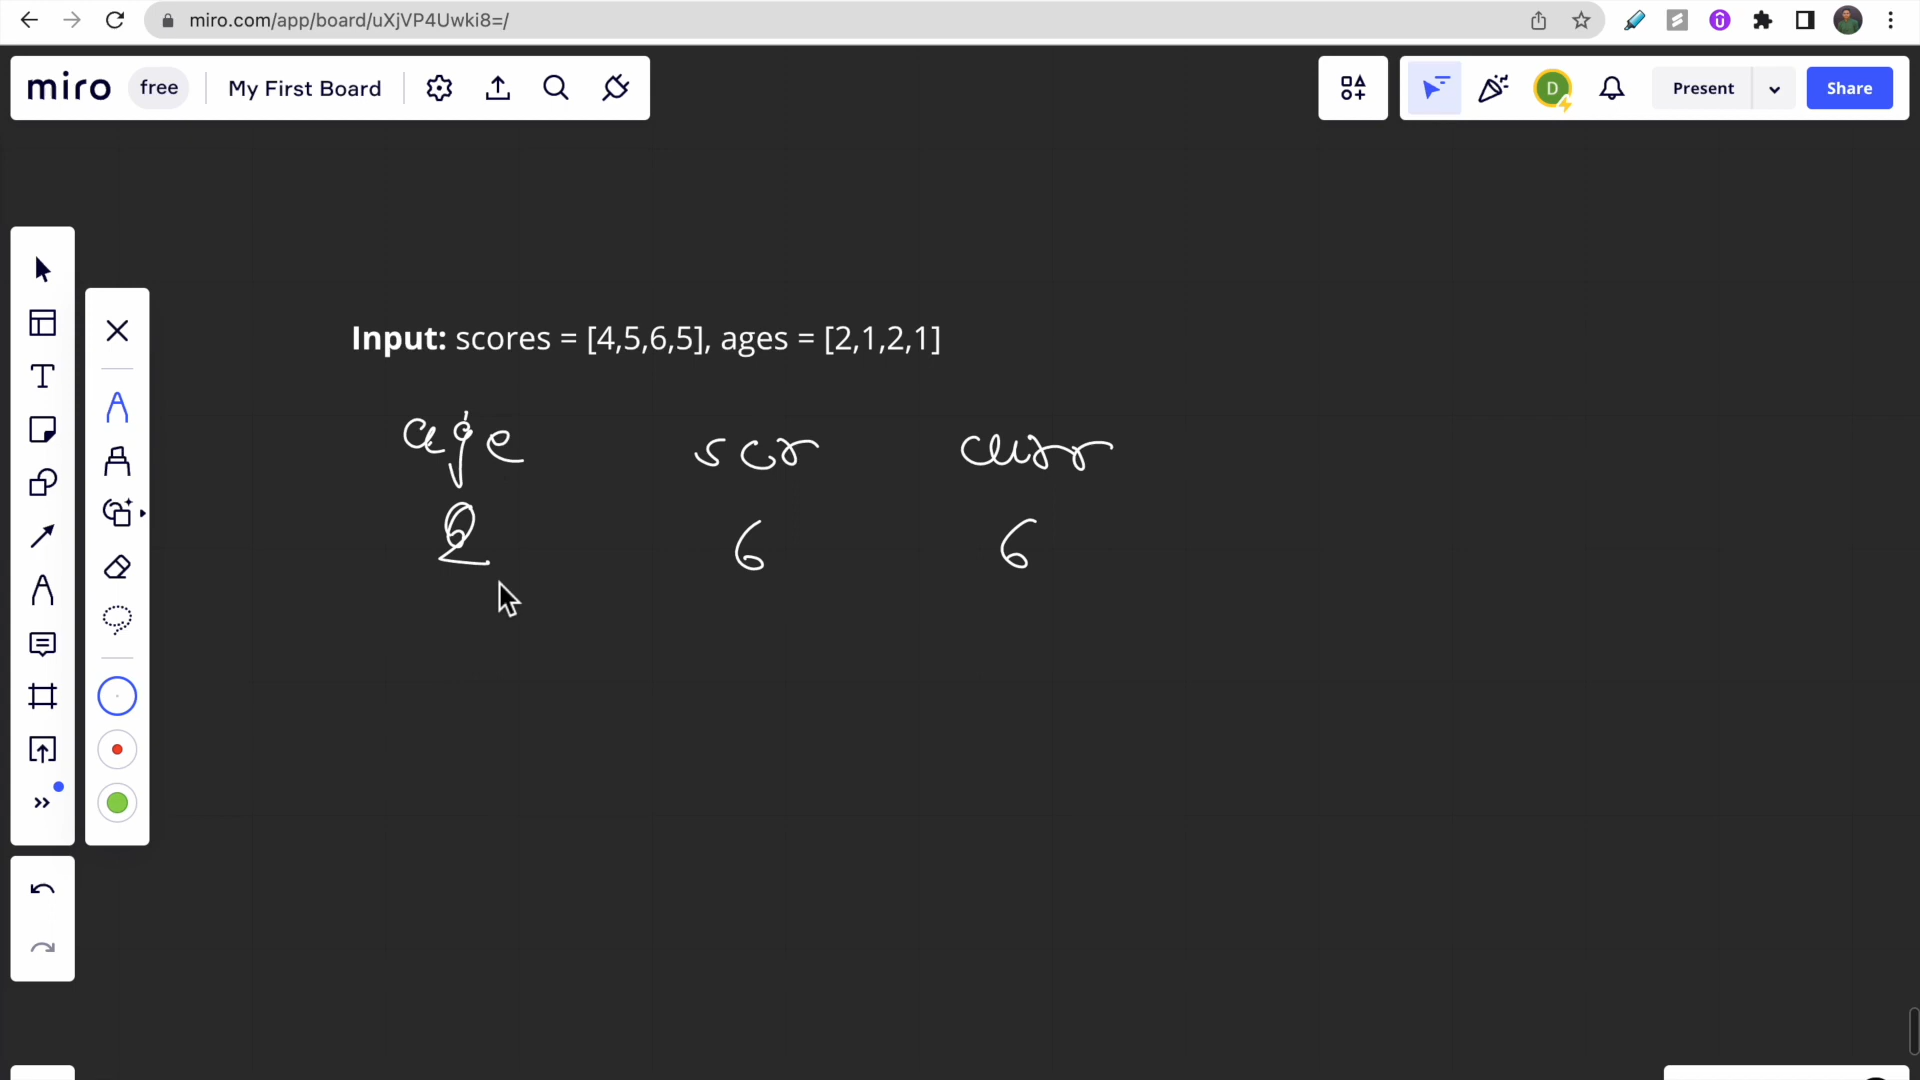 miro.com/app/board/uXjVP4Uwki8=/
miro free My First Board Present Share
D
Input: scores = [4,5,6,5], ages = [2,1,2,1]
age scr curr
2 6 6